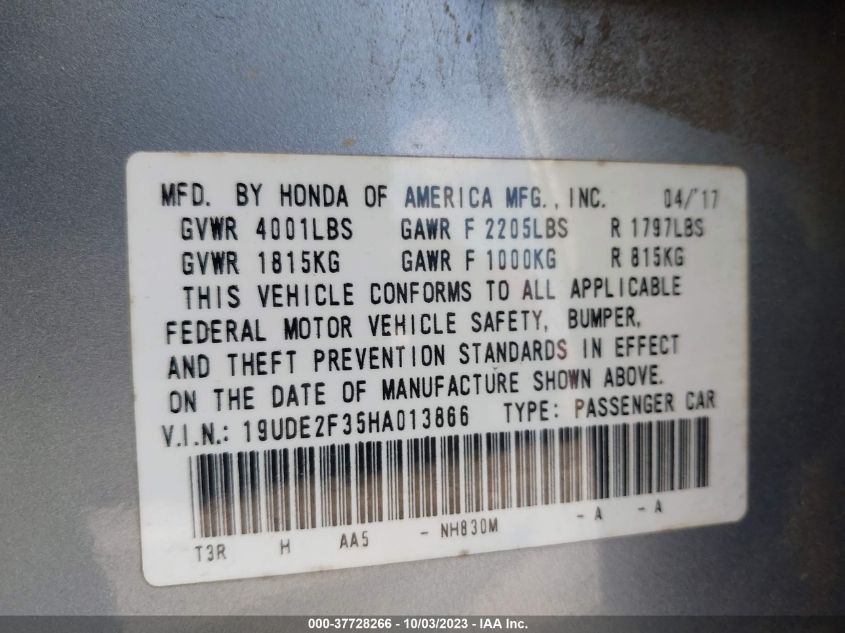 MFD. BY HONDA OF AMERICA MFG., INC. 04/'17
GVWR 4001LBS GAWR F 2205LBS R 1797LBS
GVWR 1815KG GAWR F 1000KG R 815KG
THIS VEHICLE CONFORMS TO ALL APPLICABLE
FEDERAL MOTOR VEHICLE SAFETY, BUMPER,
AND THEFT PREVENTION STANDARDS IN EFFECT
ON THE DATE OF MANUFACTURE SHOWN ABOVE.
V.I.N.: 19UDE2F35HA013866 TYPE: PASSENGER CAR
T3R H AA5 - NH830M - A - A
000-37728266 - 10/03/2023 - IAA Inc.